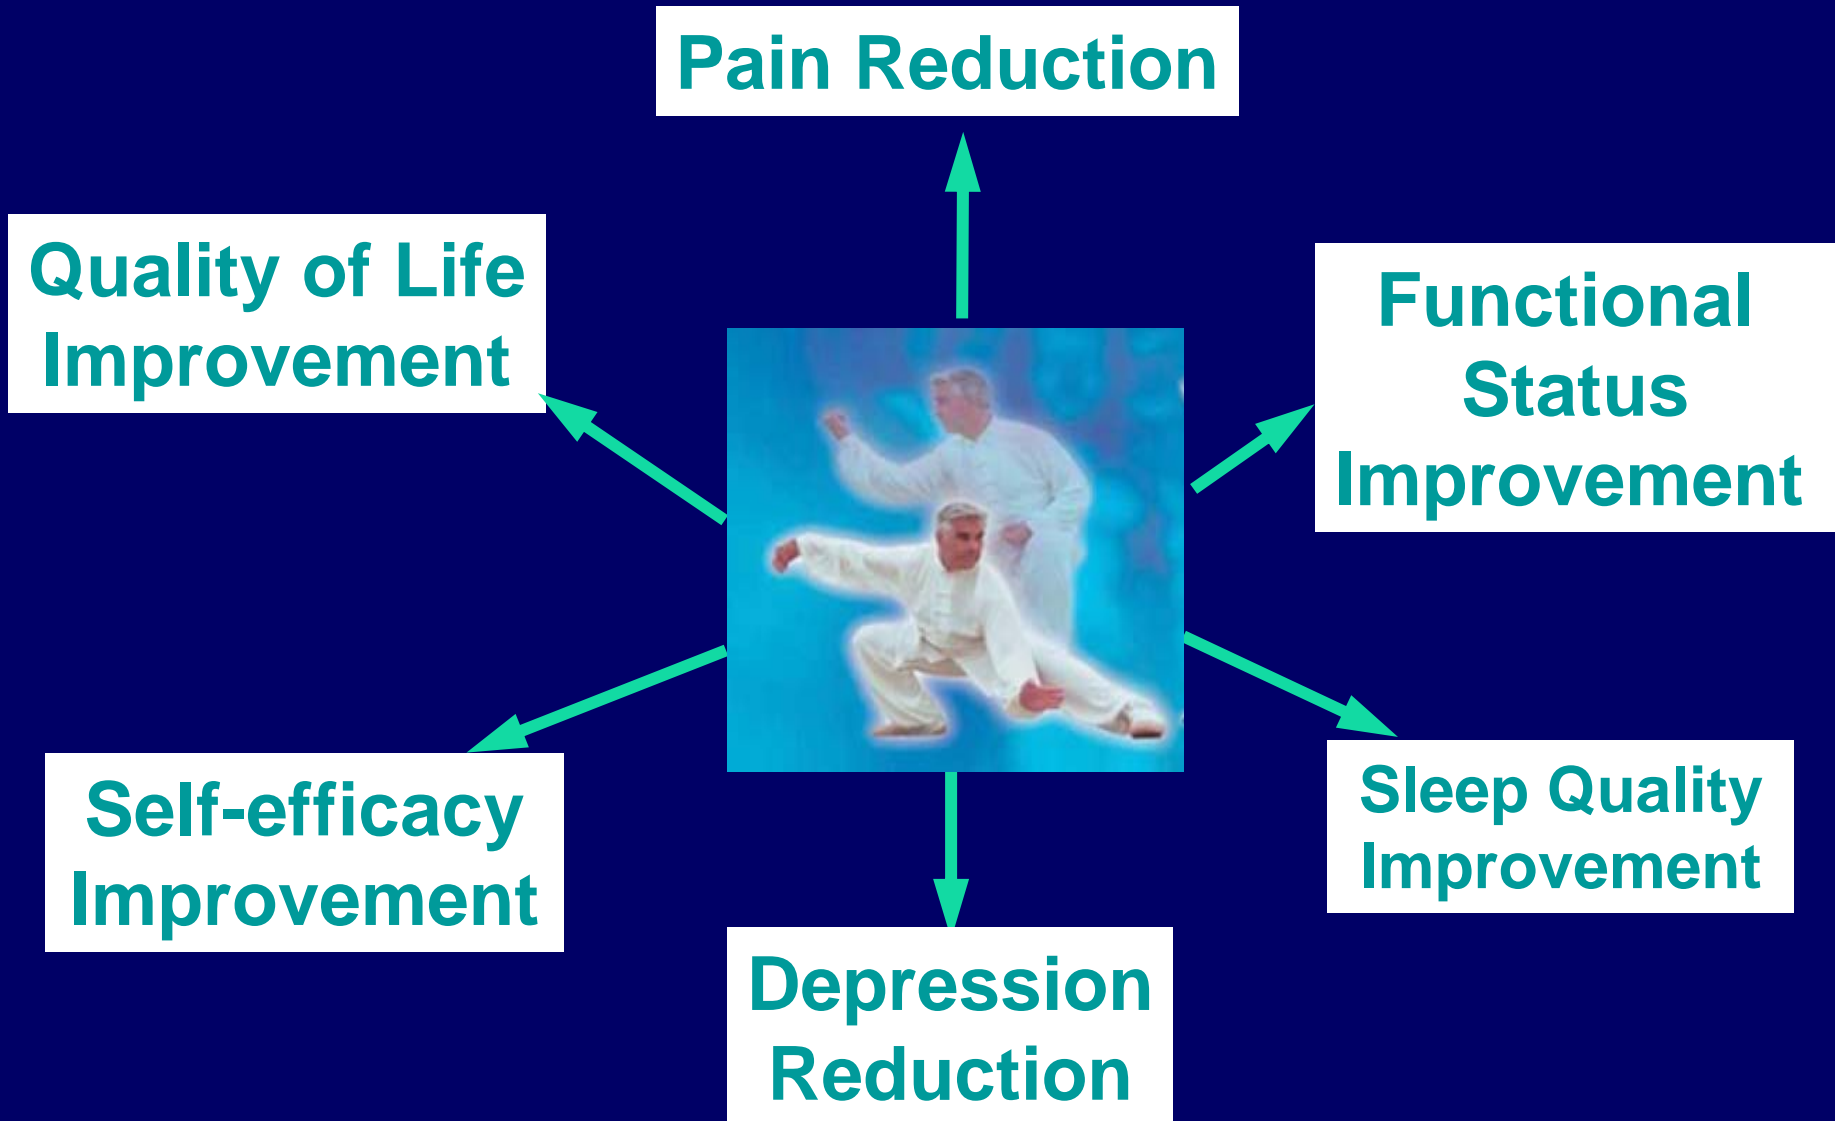 Pain Reduction
Quality of Life
Improvement
Functional
Status
Improvement
Self-efficacy
Improvement
Sleep Quality
Improvement
Depression
Reduction